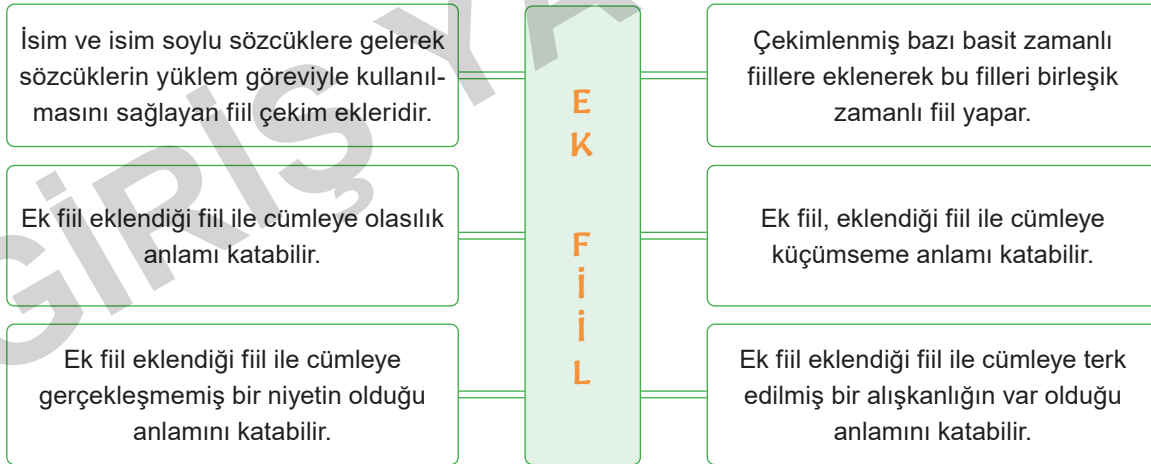 İsim ve isim soylu sözcüklere gelerek
sözcüklerin yüklem göreviyle kullanıl-
masını sağlayan fiil çekim ekleridir.
Ek fiil eklendiği fiil ile cümleye olasılık
anlamı katabilir.
Ek fiil eklendiği fiil ile cümleye
gerçekleşmemiş bir niyetin olduğu
anlamını katabilir.
E
K
F
İ
İ
L
Çekimlenmiş bazı basit zamanlı
fiillere eklenerek bu filleri birleşik
zamanlı fiil yapar.
Ek fiil, eklendiği fiil ile cümleye
küçümseme anlamı katabilir.
Ek fiil eklendiği fiil ile cümleye terk
edilmiş bir alışkanlığın var olduğu
anlamını katabilir.
GİRİŞ YA